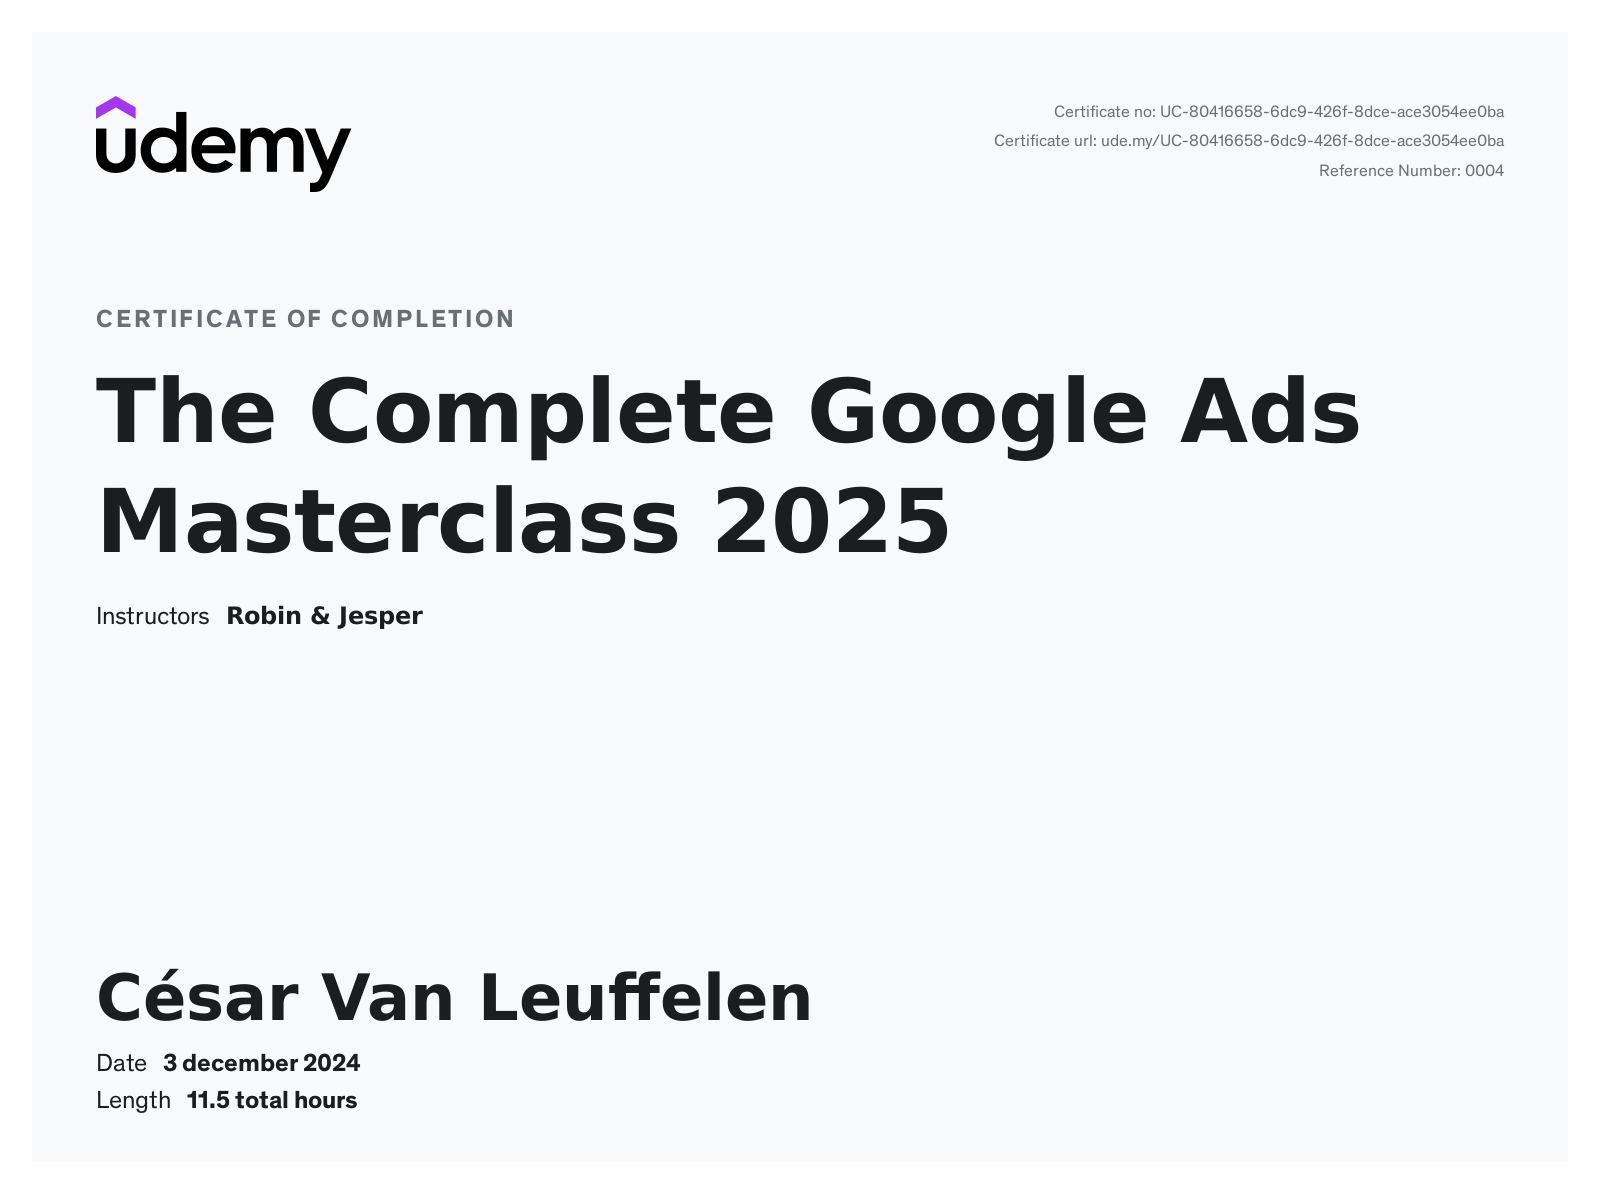 udemy
Certificate no: UC-80416658-6dc9-426f-8dce-ace3054ee0ba
Certificate url: ude.my/UC-80416658-6dc9-426f-8dce-ace3054ee0ba
Reference Number: 0004
CERTIFICATE OF COMPLETION
The Complete Google Ads
Masterclass 2025
Instructors Robin & Jesper
César Van Leuffelen
Date 3 december 2024
Length 11.5 total hours